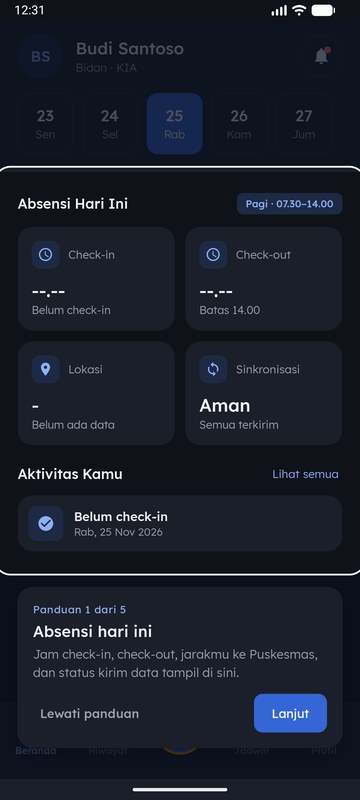 12:31
BS
Budi Santoso
Bidan · KIA
23
Sen
24
Sel
25
Rab
26
Kam
27
Jum
Absensi Hari Ini
Pagi · 07.30–14.00
Check-in
--.--
Belum check-in
Check-out
--.--
Batas 14.00
Lokasi
-
Belum ada data
Sinkronisasi
Aman
Semua terkirim
Aktivitas Kamu
Lihat semua
Belum check-in
Rab, 25 Nov 2026
Panduan 1 dari 5
Absensi hari ini
Jam check-in, check-out, jarakmu ke Puskesmas,
dan status kirim data tampil di sini.
Lewati panduan
Lanjut
Beranda
Riwayat
Jadwal
Profil